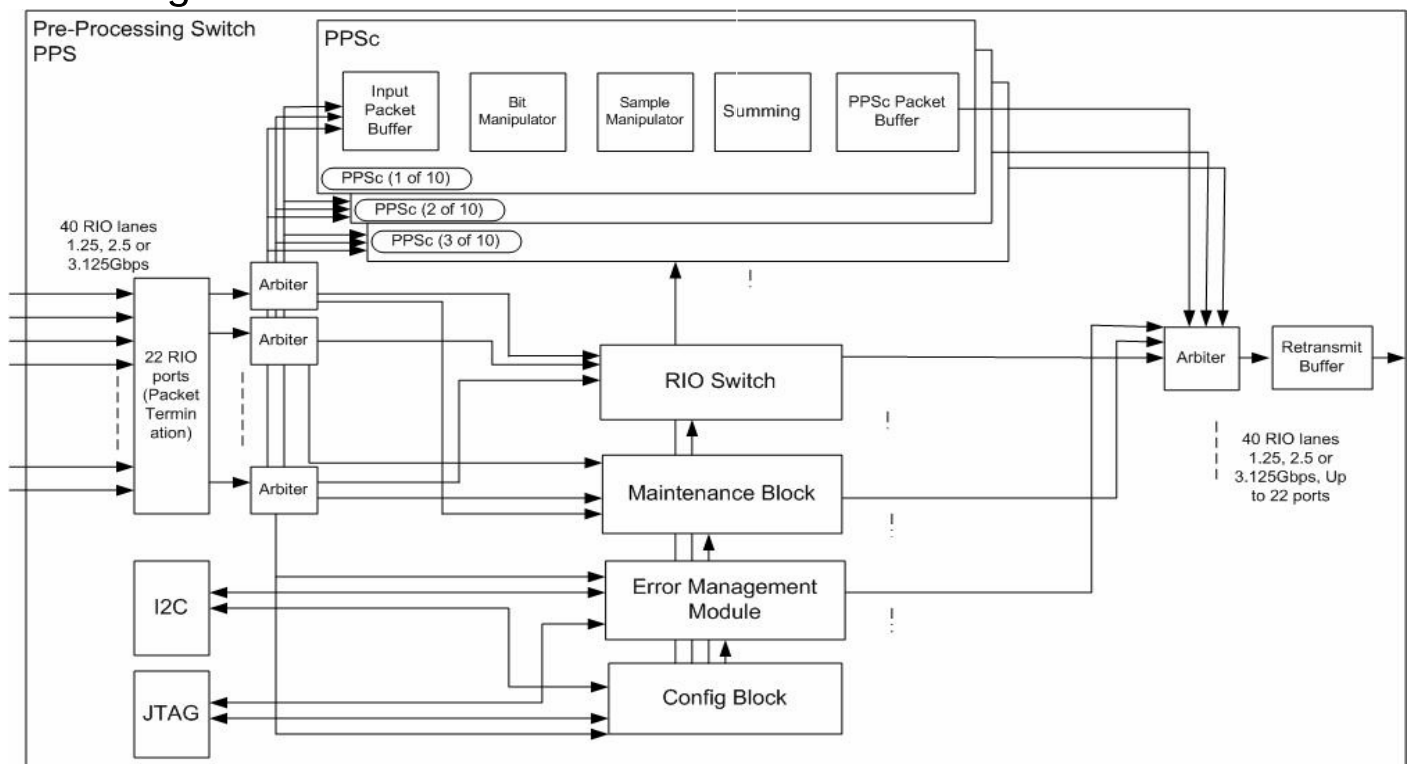 Pre-Processing Switch
PPS
PPSc
Input
Packet
Buffer
Bit
Manipulator
Sample
Manipulator
Summing
PPSc Packet
Buffer
PPSc (1 of 10)
PPSc (2 of 10)
PPSc (3 of 10)
40 RIO lanes
1.25, 2.5 or
3.125Gbps
22 RIO
ports
(Packet
Termin
ation)
Arbiter
Arbiter
Arbiter
RIO Switch
Maintenance Block
Error Management
Module
Config Block
I2C
JTAG
Arbiter
Retransmit
Buffer
40 RIO lanes
1.25, 2.5 or
3.125Gbps, Up
to 22 ports